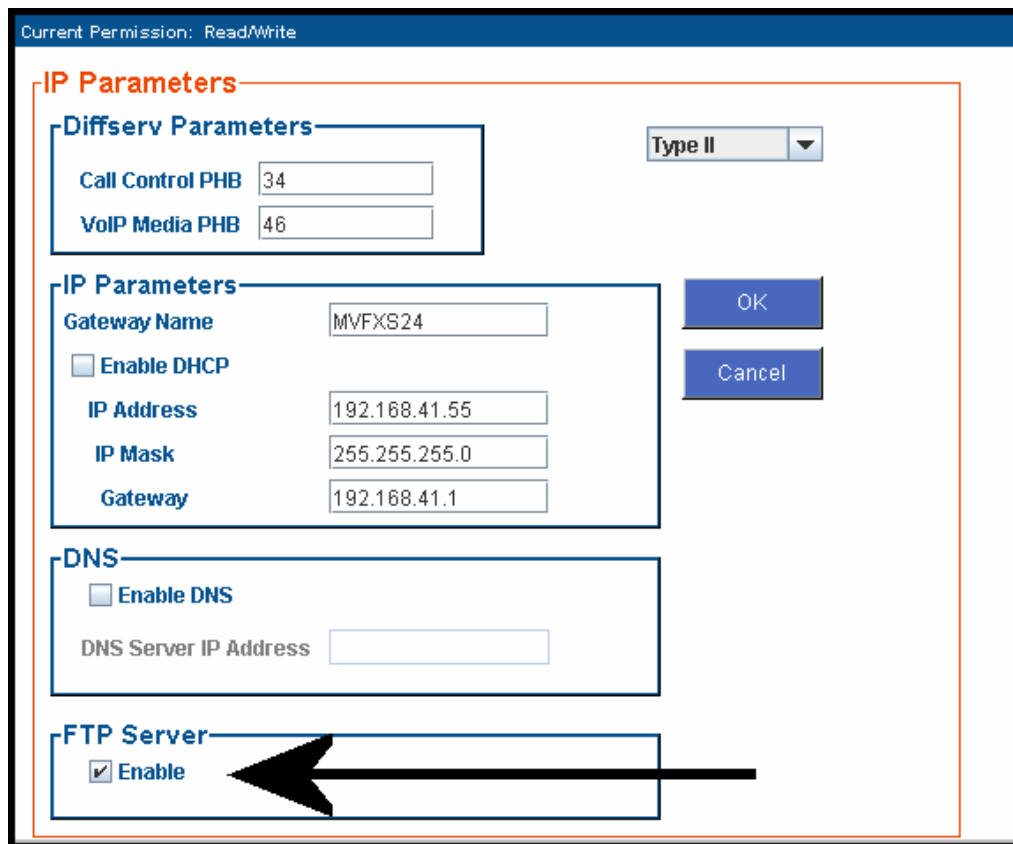 Current Permission: Read/Write
IP Parameters
Diffserv Parameters
Type II
Call Control PHB 34
VoIP Media PHB 46
IP Parameters
OK
Gateway Name MVFXS24
Enable DHCP
Cancel
IP Address 192.168.41.55
IP Mask 255.255.255.0
Gateway 192.168.41.1
DNS
Enable DNS
DNS Server IP Address
FTP Server
Enable